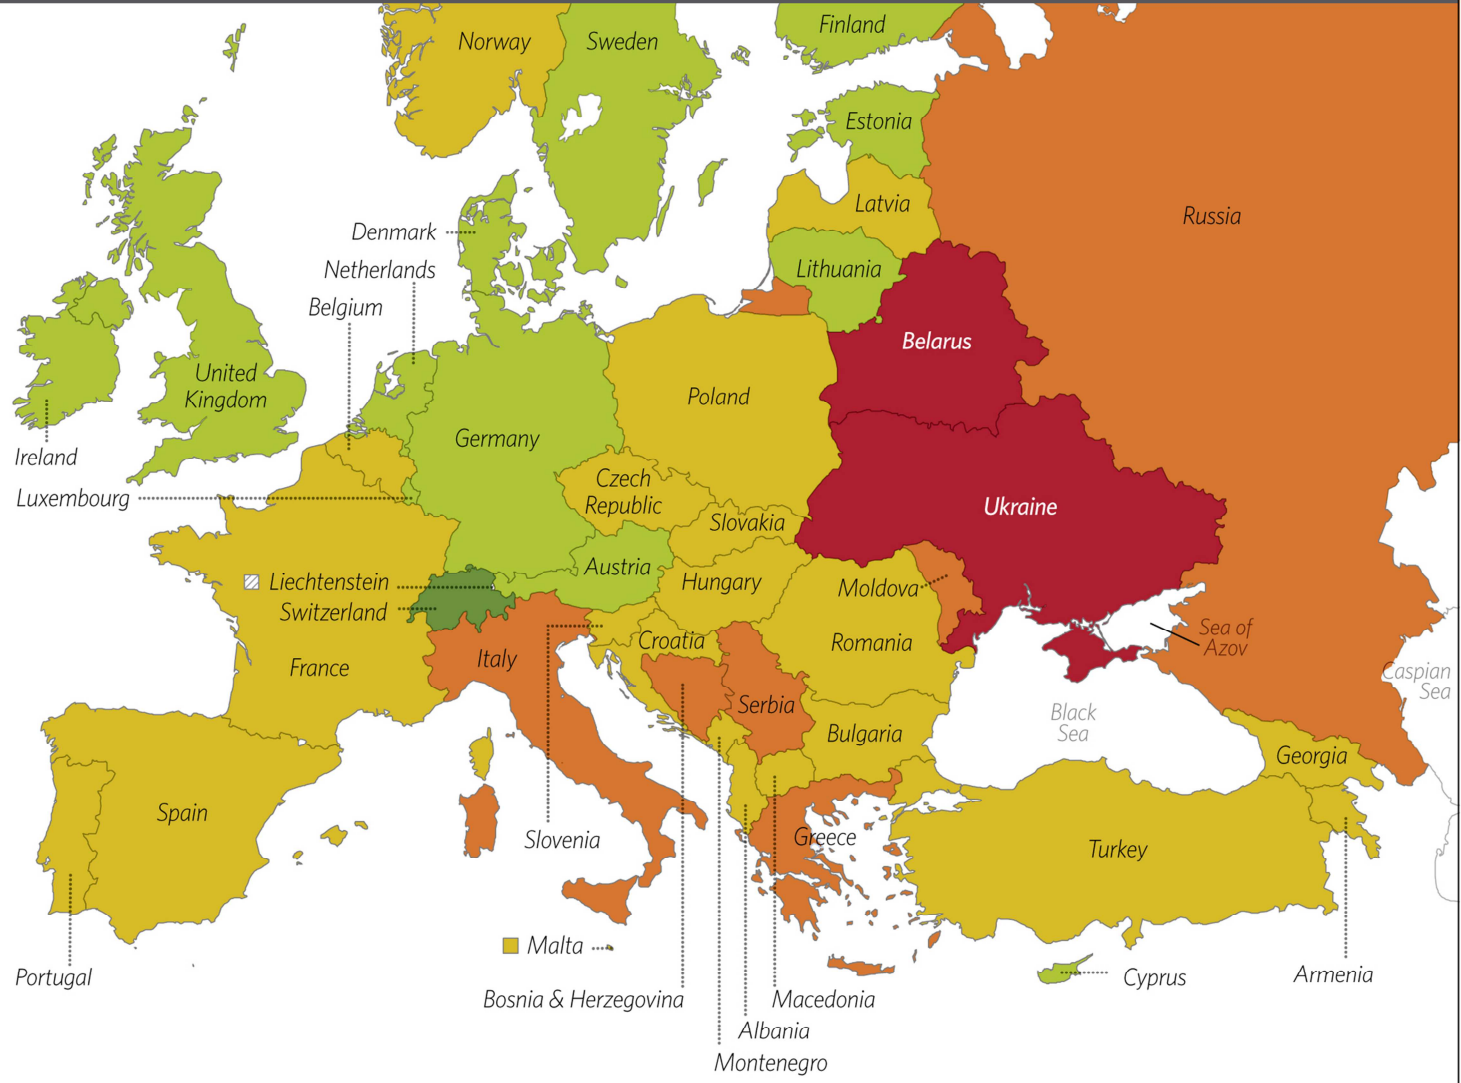 Norway
Sweden
Finland
Estonia
Latvia
Russia
Denmark
Netherlands
Lithuania
Belgium
Belarus
United
Kingdom
Poland
Germany
Ireland
Czech
Republic
Luxembourg
Ukraine
Slovakia
Austria
Liechtenstein
Hungary
Moldova
Switzerland
Croatia
Romania
Sea of
Azov
Italy
France
Caspian
Sea
Serbia
Black
Sea
Bulgaria
Georgia
Spain
Slovenia
Greece
Turkey
Malta
Portugal
Cyprus
Armenia
Bosnia & Herzegovina
Macedonia
Albania
Montenegro